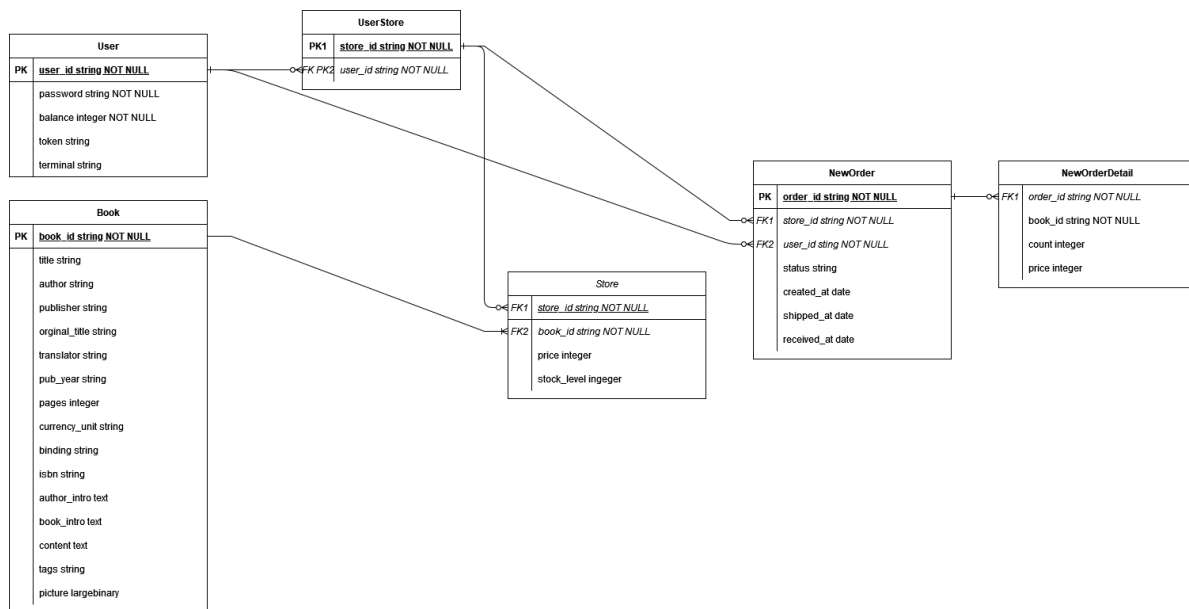 User
PK user_id string NOT NULL
password string NOT NULL
balance integer NOT NULL
token string
terminal string
UserStore
PK1 store_id string NOT NULL
FK PK2 user_id string NOT NULL
Book
PK book_id string NOT NULL
title string
author string
publisher string
orginal_title string
translator string
pub_year string
pages integer
currency_unit string
binding string
isbn string
author_intro text
book_intro text
content text
tags string
picture largebinary
Store
FK1 store_id string NOT NULL
FK2 book_id string NOT NULL
price integer
stock_level ingeger
NewOrder
PK order_id string NOT NULL
FK1 store_id string NOT NULL
FK2 user_id sting NOT NULL
status string
created_at date
shipped_at date
received_at date
NewOrderDetail
FK1 order_id string NOT NULL
book_id string NOT NULL
count integer
price integer